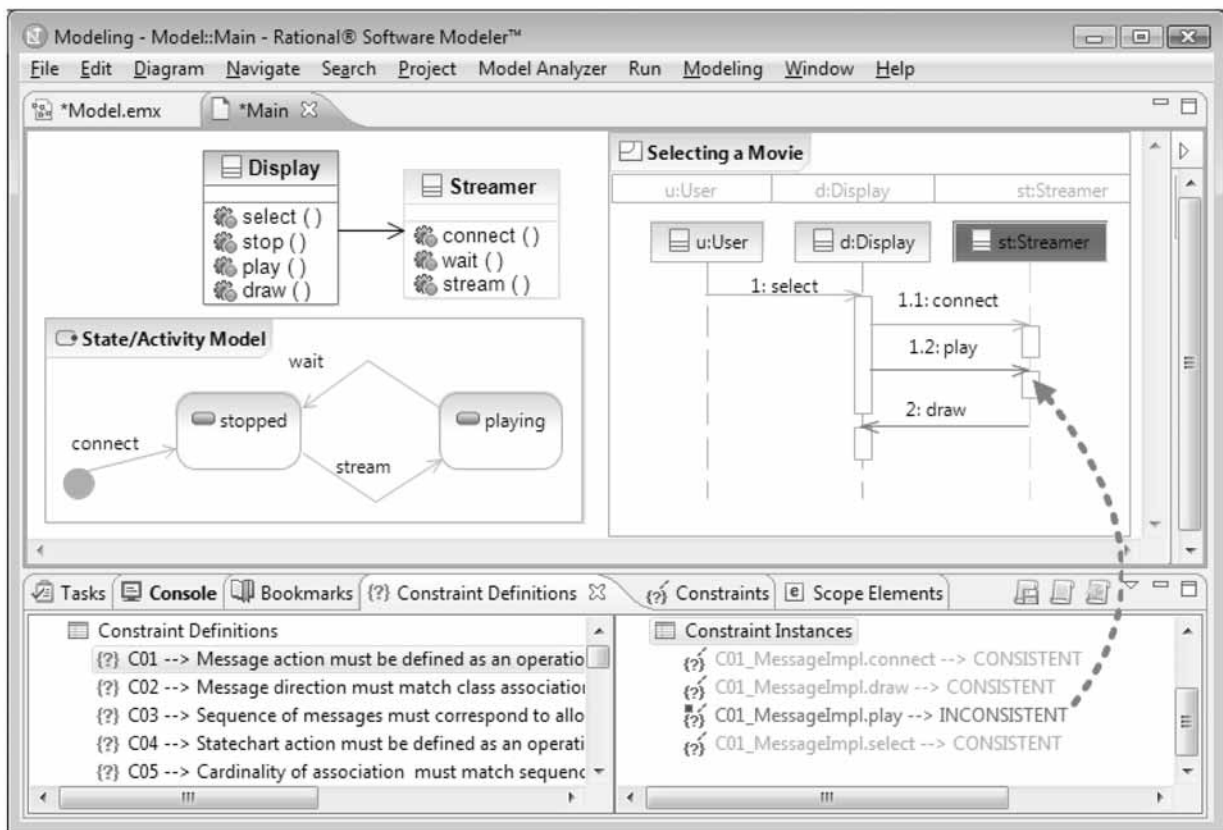 Modeling - Model::Main - Rational® Software Modeler™
File Edit Diagram Navigate Search Project Model Analyzer Run Modeling Window Help
*Model.emx
*Main
Display
select ( )
stop ( )
play ( )
draw ( )
Streamer
connect ( )
wait ( )
stream ( )
State/Activity Model
wait
stopped
playing
connect
stream
Selecting a Movie
u:User d:Display st:Streamer
u:User d:Display st:Streamer
1: select
1.1: connect
1.2: play
2: draw
Tasks Console Bookmarks {?} Constraint Definitions {?} Constraints e Scope Elements
Constraint Definitions
{?} C01 --> Message action must be defined as an operatio
{?} C02 --> Message direction must match class association
{?} C03 --> Sequence of messages must correspond to allo
{?} C04 --> Statechart action must be defined as an operati
{?} C05 --> Cardinality of association must match sequenc
Constraint Instances
{?} C01_MessageImpl.connect --> CONSISTENT
{?} C01_MessageImpl.draw --> CONSISTENT
{?} C01_MessageImpl.play --> INCONSISTENT
{?} C01_MessageImpl.select --> CONSISTENT